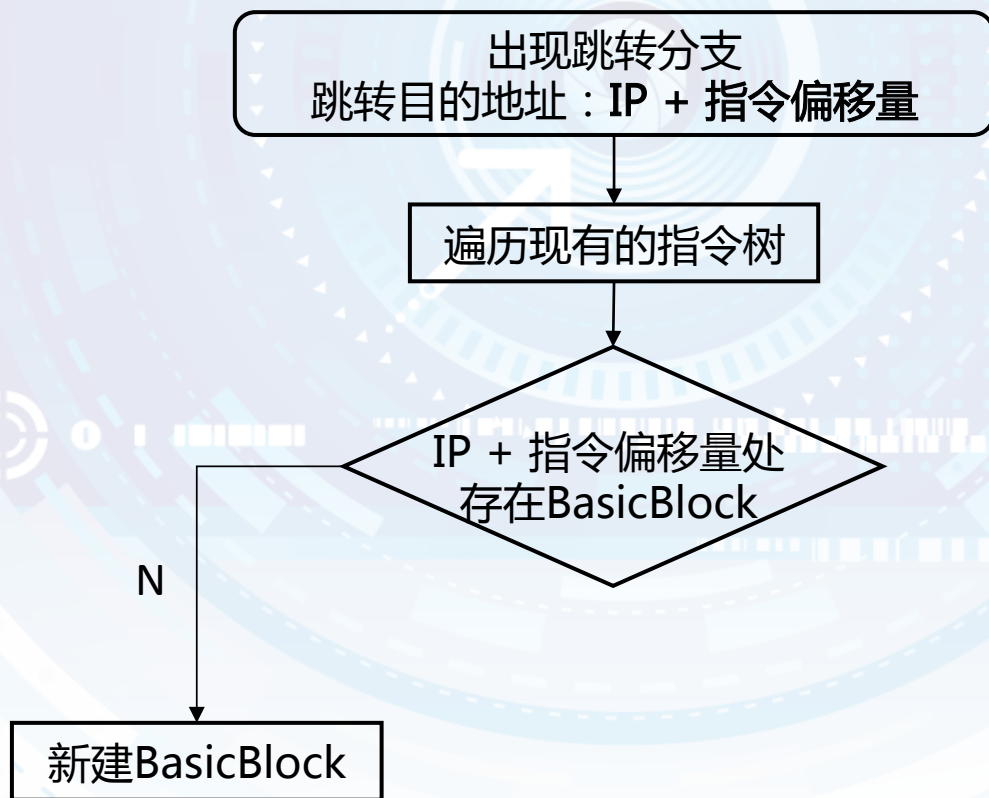 出现跳转分支
跳转目的地址：IP + 指令偏移量
遍历现有的指令树
IP + 指令偏移量处
存在BasicBlock
N
新建BasicBlock